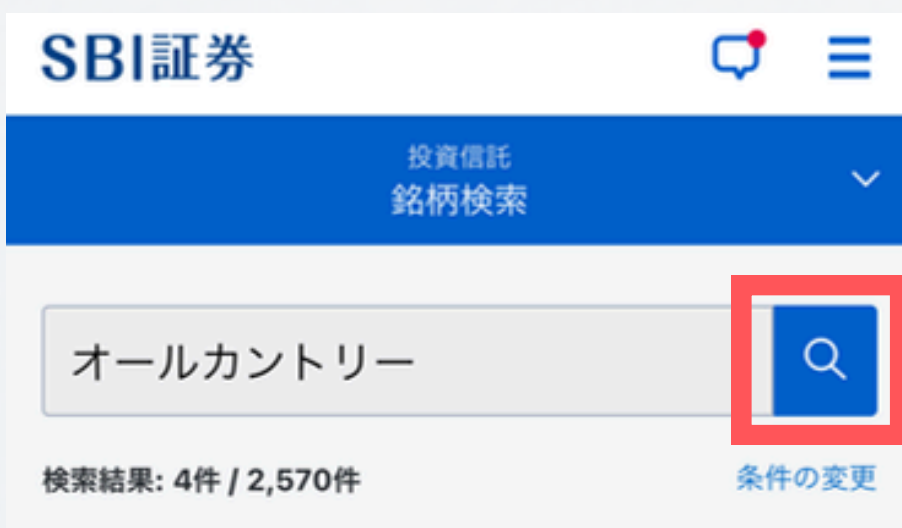 SBI証券
投資信託
銘柄検索
オールカントリー
検索結果: 4件 / 2,570件
条件の変更